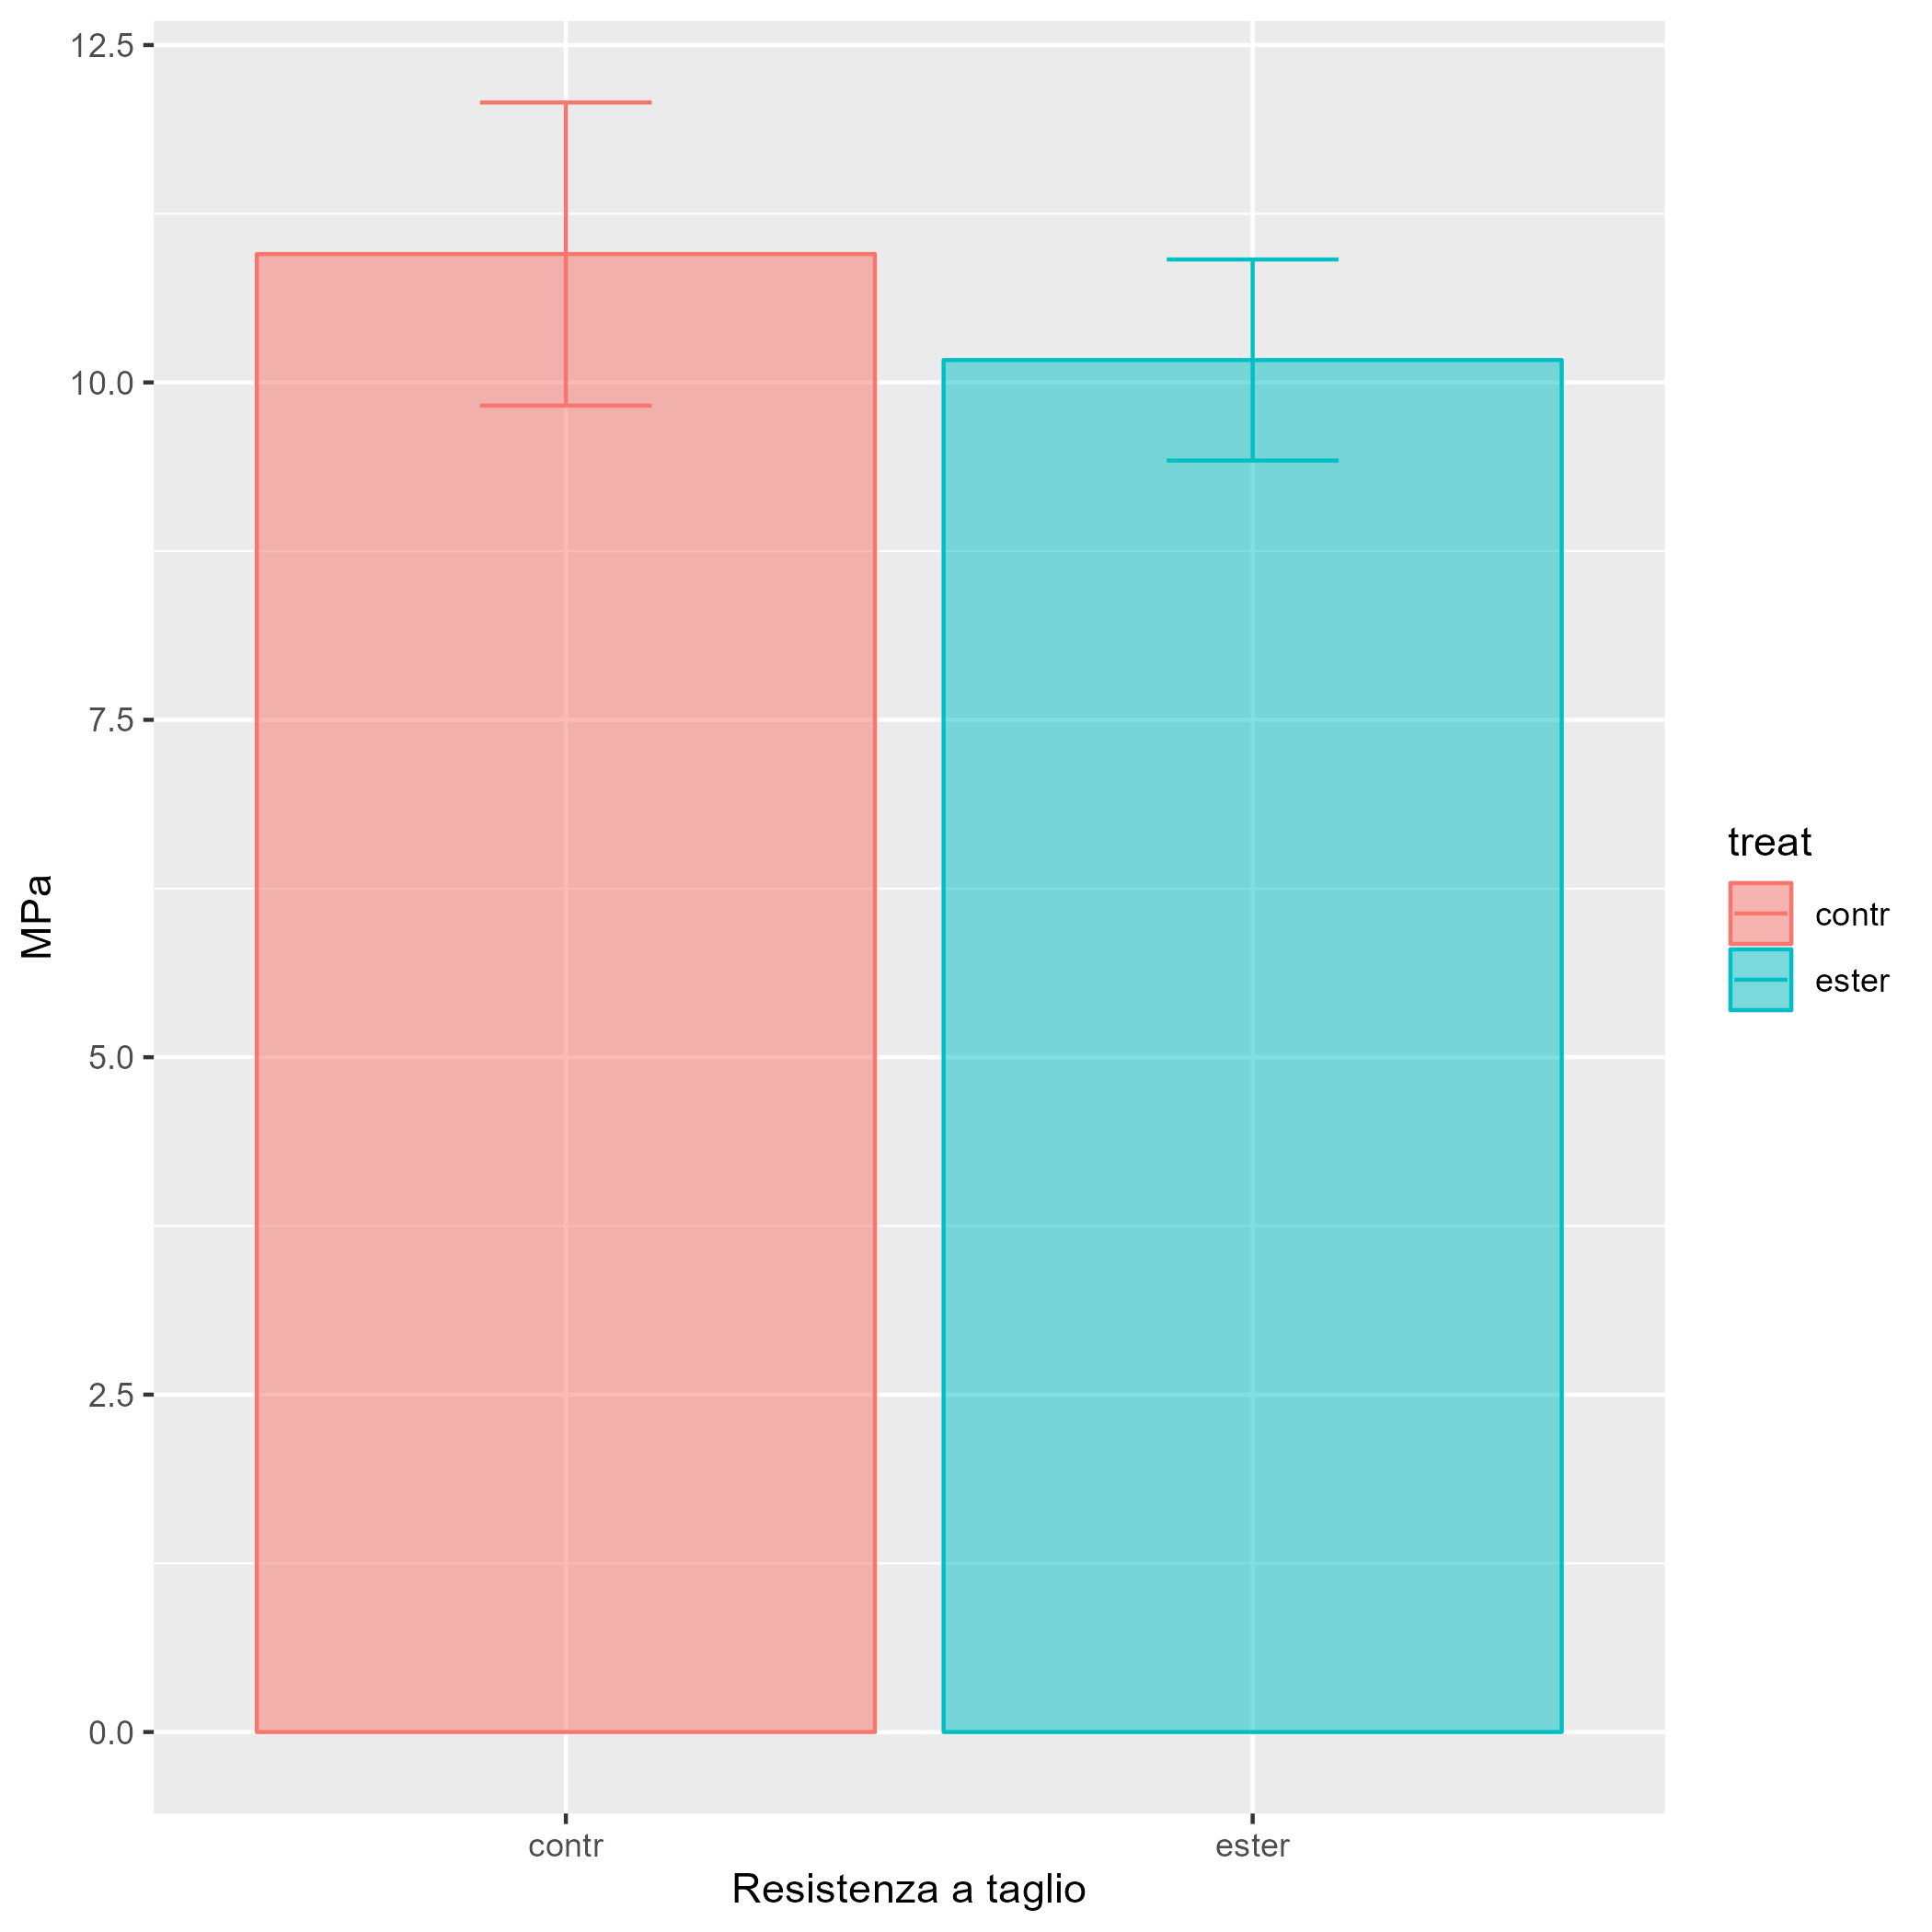 12.5
10.0
7.5
5.0
2.5
0.0
MPa
contr
ester
Resistenza a taglio
treat
contr
ester